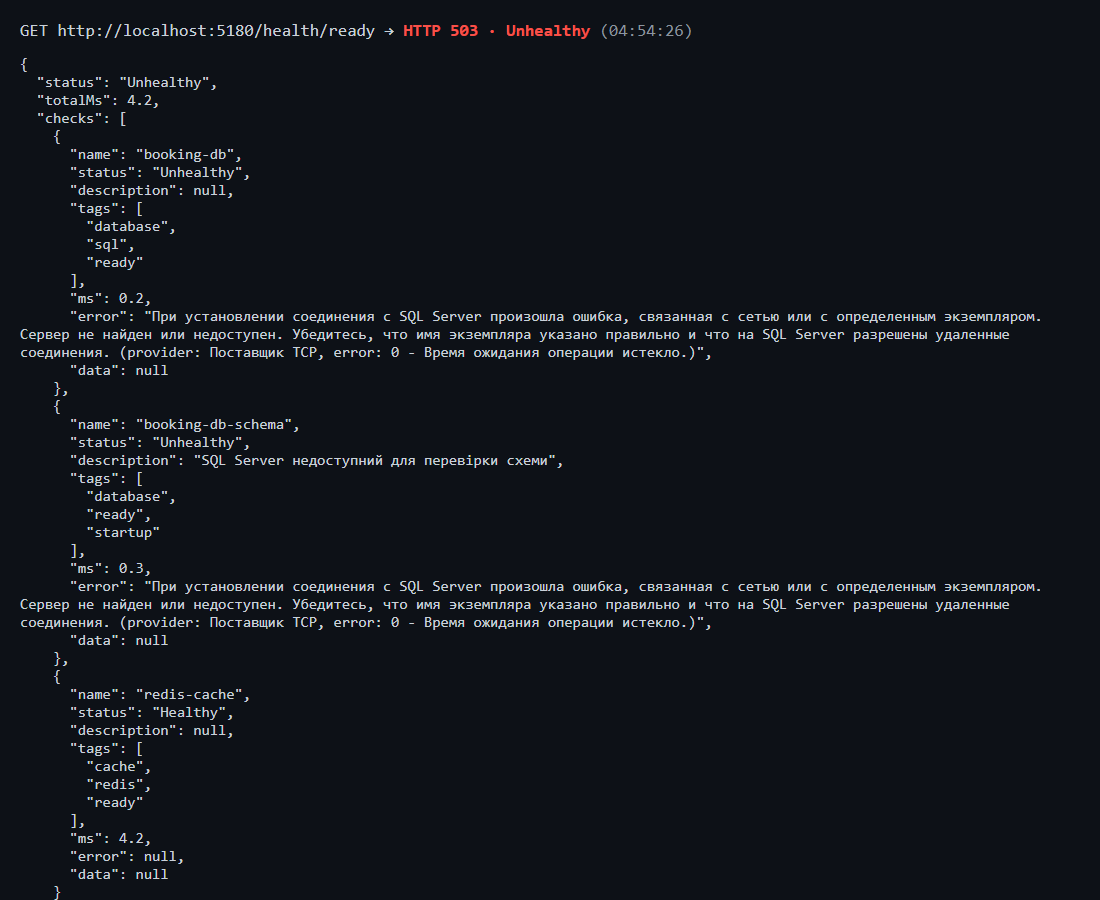 GET http://localhost:5180/health/ready → HTTP 503 · Unhealthy (04:54:26)
{
  "status": "Unhealthy",
  "totalMs": 4.2,
  "checks": [
    {
      "name": "booking-db",
      "status": "Unhealthy",
      "description": null,
      "tags": [
        "database",
        "sql",
        "ready"
      ],
      "ms": 0.2,
      "error": "При установлении соединения с SQL Server произошла ошибка, связанная с сетью или с определенным экземпляром.
Сервер не найден или недоступен. Убедитесь, что имя экземпляра указано правильно и что на SQL Server разрешены удаленные
соединения. (provider: Поставщик TCP, error: 0 - Время ожидания операции истекло.)",
      "data": null
    },
    {
      "name": "booking-db-schema",
      "status": "Unhealthy",
      "description": "SQL Server недоступний для перевірки схеми",
      "tags": [
        "database",
        "ready",
        "startup"
      ],
      "ms": 0.3,
      "error": "При установлении соединения с SQL Server произошла ошибка, связанная с сетью или с определенным экземпляром.
Сервер не найден или недоступен. Убедитесь, что имя экземпляра указано правильно и что на SQL Server разрешены удаленные
соединения. (provider: Поставщик TCP, error: 0 - Время ожидания операции истекло.)",
      "data": null
    },
    {
      "name": "redis-cache",
      "status": "Healthy",
      "description": null,
      "tags": [
        "cache",
        "redis",
        "ready"
      ],
      "ms": 4.2,
      "error": null,
      "data": null
    }